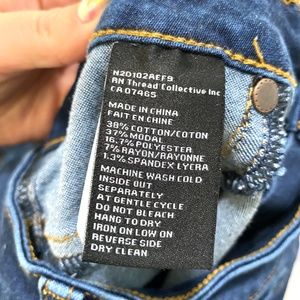 N20102AEF9
RN Thread Collective Inc
CA 07465
MADE IN CHINA
FAIT EN CHINE
38% COTTON/COTON
37% MODAL
16.7% POLYESTER
7% RAYON/RAYONNE
1.3% SPANDEX LYCRA
MACHINE WASH COLD
INSIDE OUT
SEPARATELY
AT GENTLE CYCLE
DO NOT BLEACH
HANG TO DRY
IRON ON LOW ON
REVERSE SIDE
DRY CLEAN